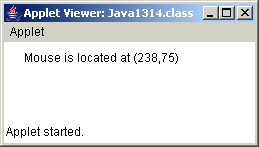 Applet Viewer: Java1314.class
Applet
Mouse is located at (238,75)
Applet started.